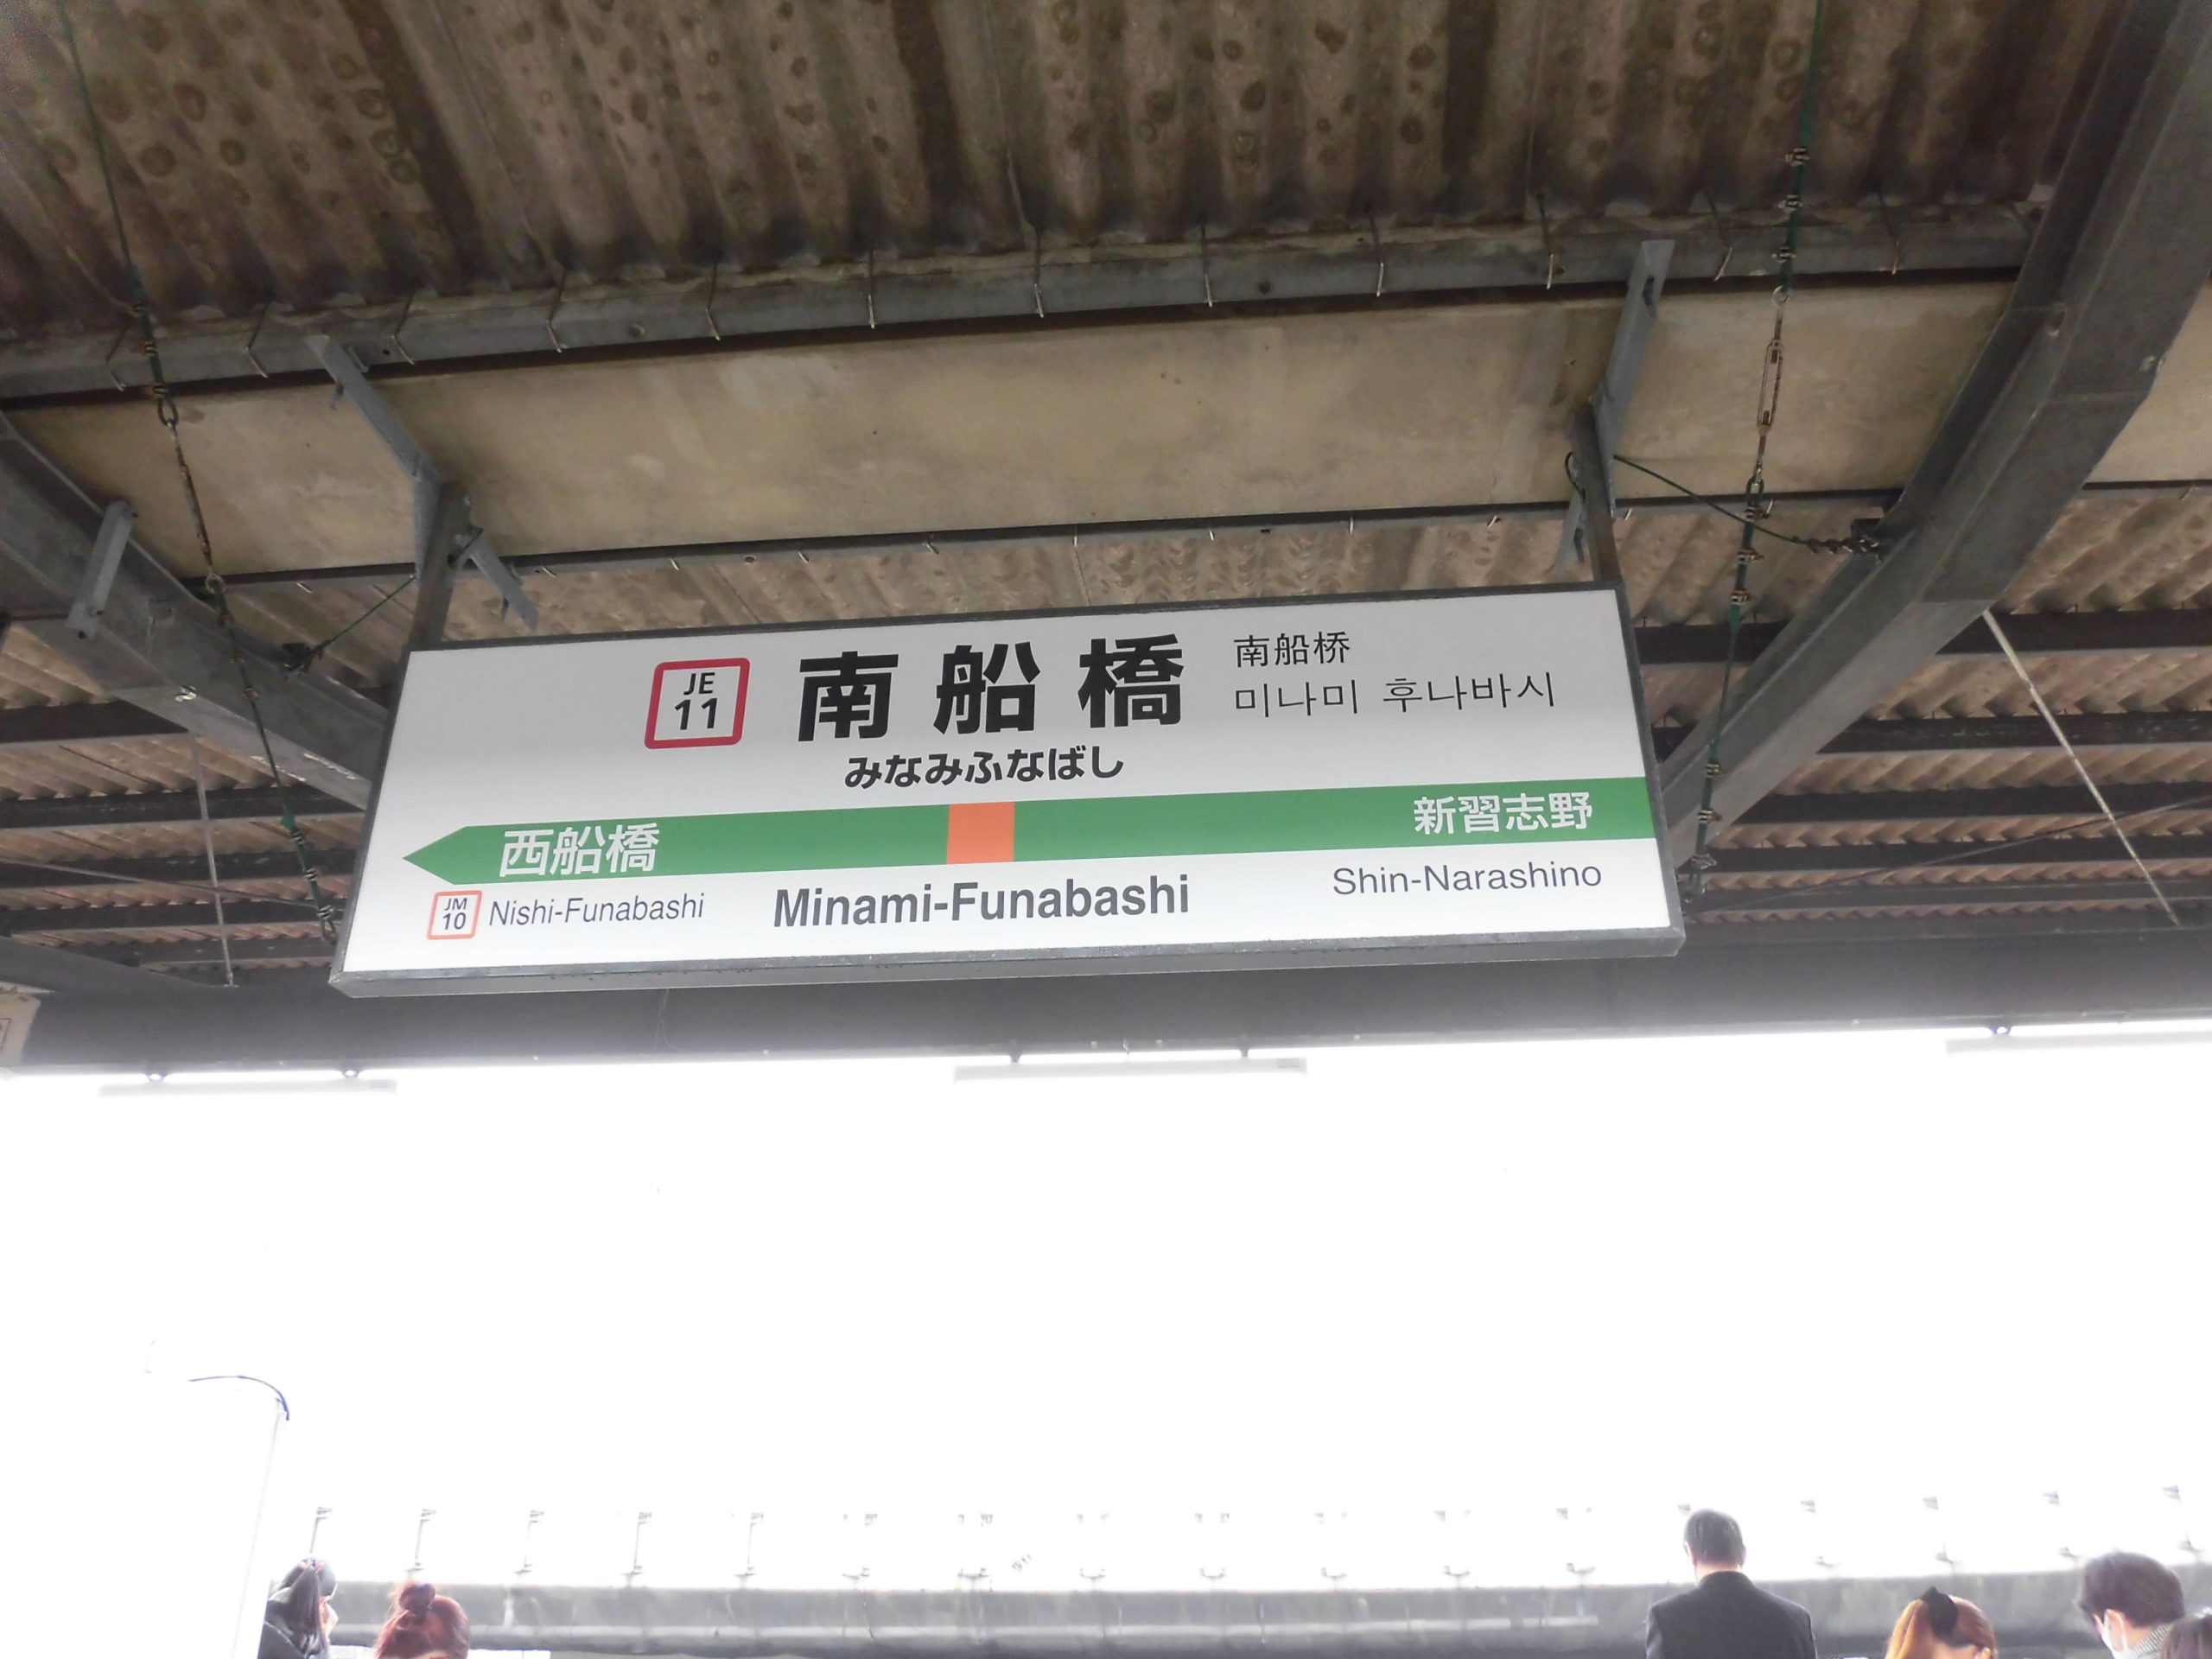 JE
11
南船橋
南船桥
미나미 후나바시
みなみふなばし
西船橋
新習志野
JM
10
Nishi-Funabashi
Minami-Funabashi
Shin-Narashino